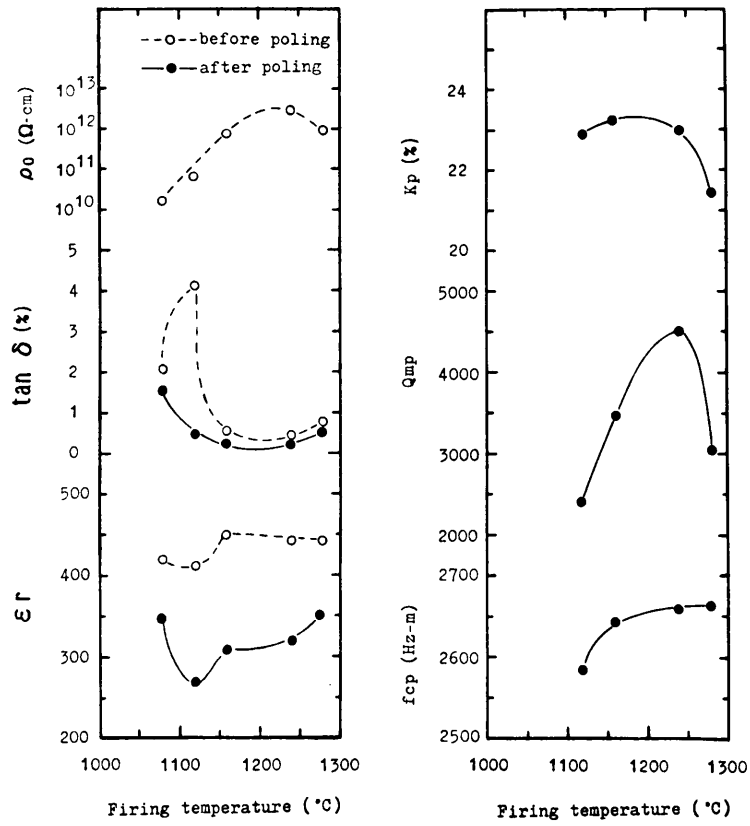 before poling
after poling
ρ0 (Ω·cm)
10^13
10^12
10^11
10^10
tan δ (%)
5
4
3
2
1
0
εr
500
400
300
200
1000 1100 1200 1300
Firing temperature (°C)
Kp (%)
24
22
20
Qmp
5000
4000
3000
2000
fcp (Hz-m)
2700
2600
2500
1000 1100 1200 1300
Firing temperature (°C)